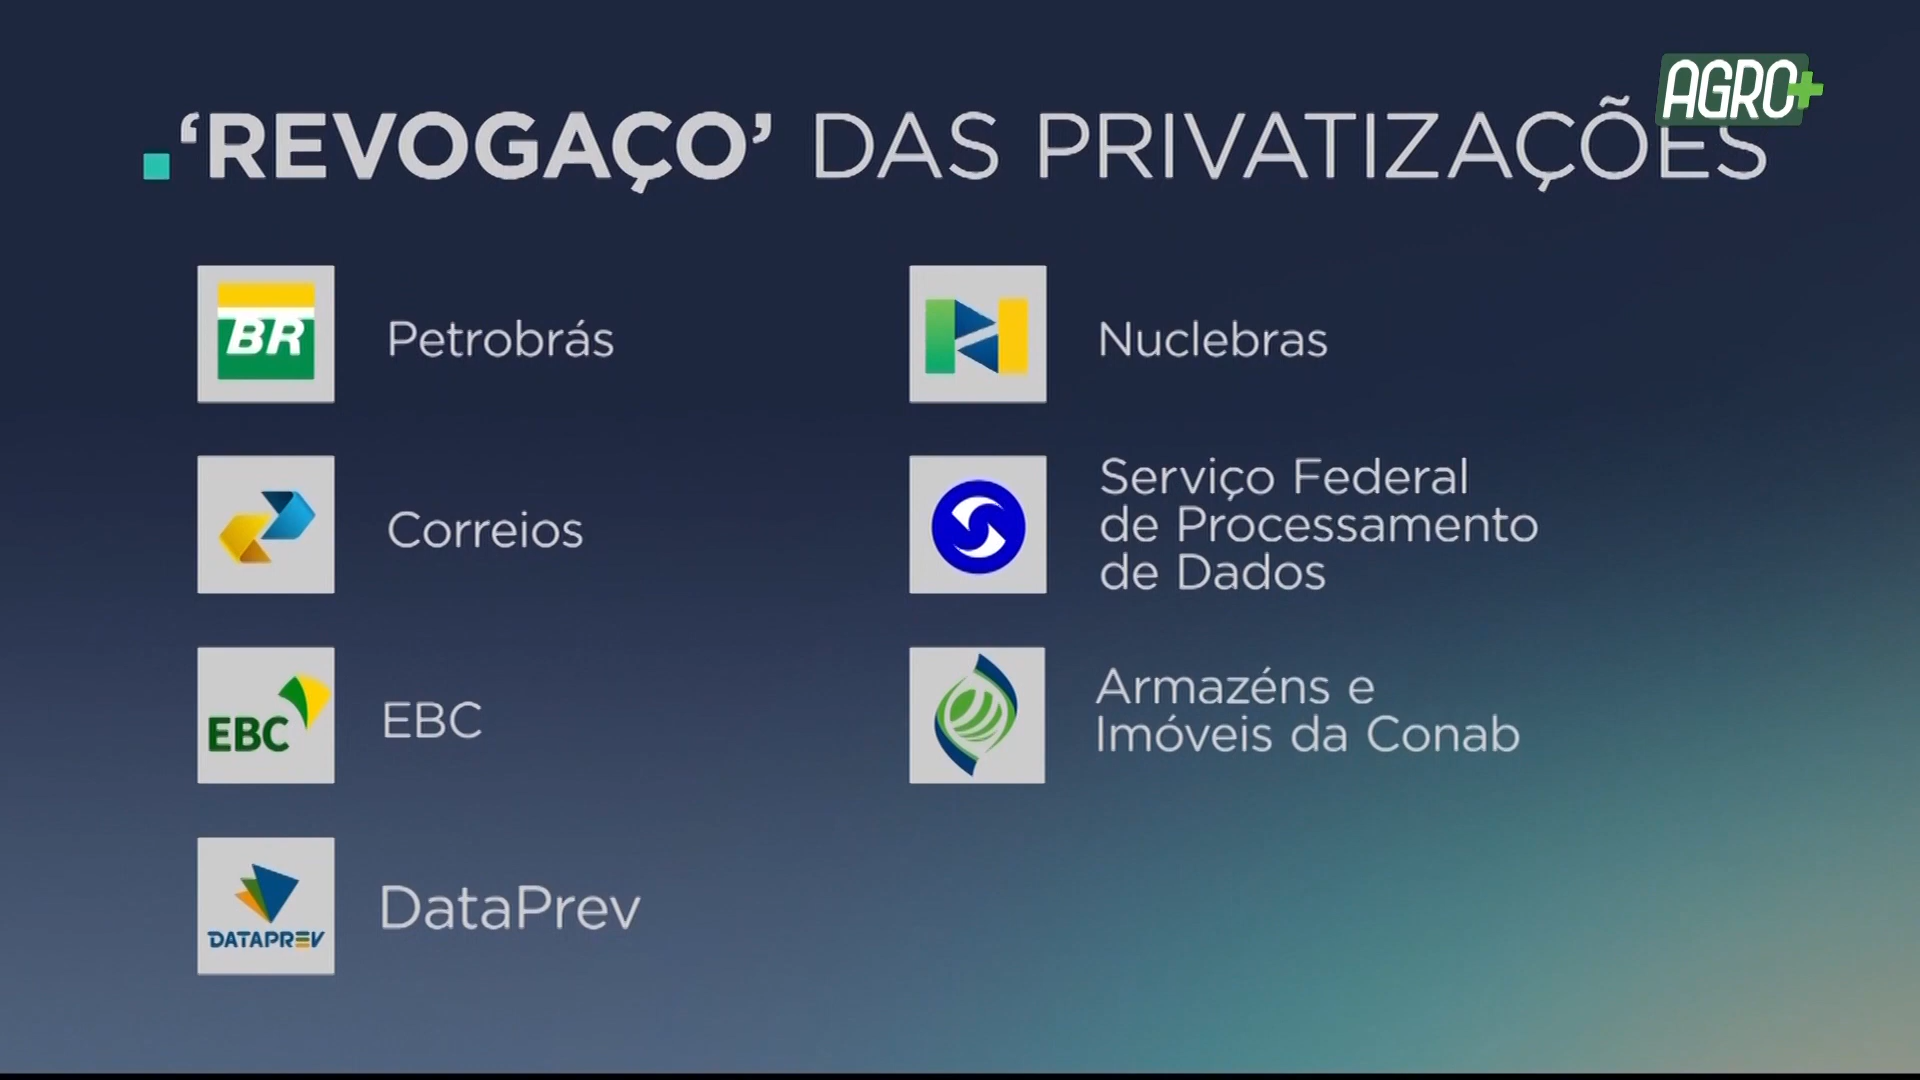 AGRO+
‘REVOGAÇO’ DAS PRIVATIZAÇÕES
BR
Petrobrás
Correios
EBC
EBC
DATAPREV
DataPrev
Nuclebras
Serviço Federal
de Processamento
de Dados
Armazéns e
Imóveis da Conab